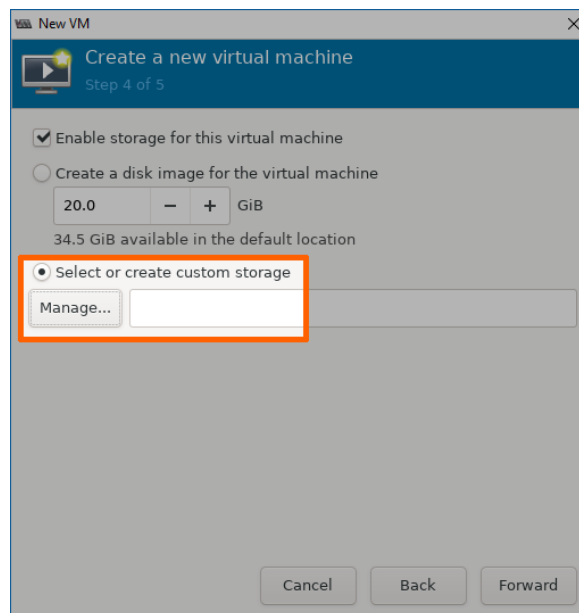 New VM
Create a new virtual machine
Step 4 of 5
Enable storage for this virtual machine
Create a disk image for the virtual machine
20.0 − + GiB
34.5 GiB available in the default location
Select or create custom storage
Manage...
Cancel Back Forward